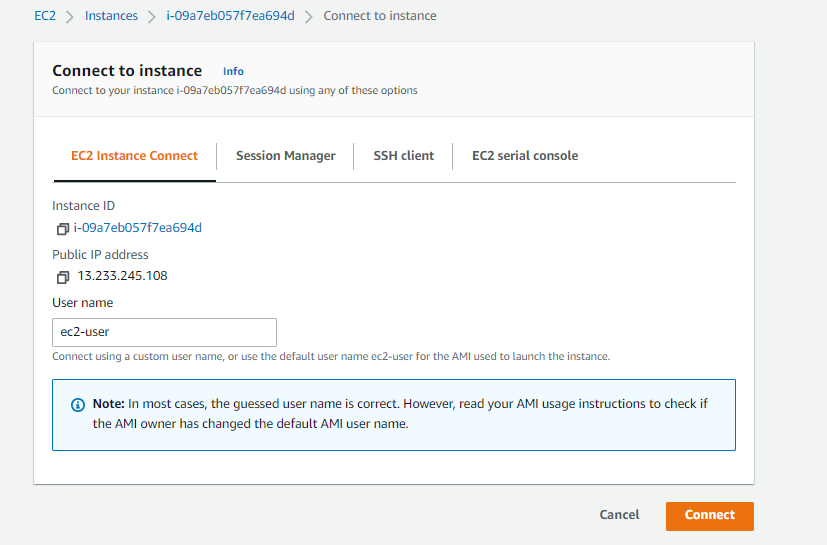 EC2 > Instances > i-09a7eb057f7ea694d > Connect to instance
Connect to instance Info
Connect to your instance i-09a7eb057f7ea694d using any of these options
EC2 Instance Connect Session Manager SSH client EC2 serial console
Instance ID
i-09a7eb057f7ea694d
Public IP address
13.233.245.108
User name
ec2-user
Connect using a custom user name, or use the default user name ec2-user for the AMI used to launch the instance.
Note: In most cases, the guessed user name is correct. However, read your AMI usage instructions to check if
the AMI owner has changed the default AMI user name.
Cancel Connect